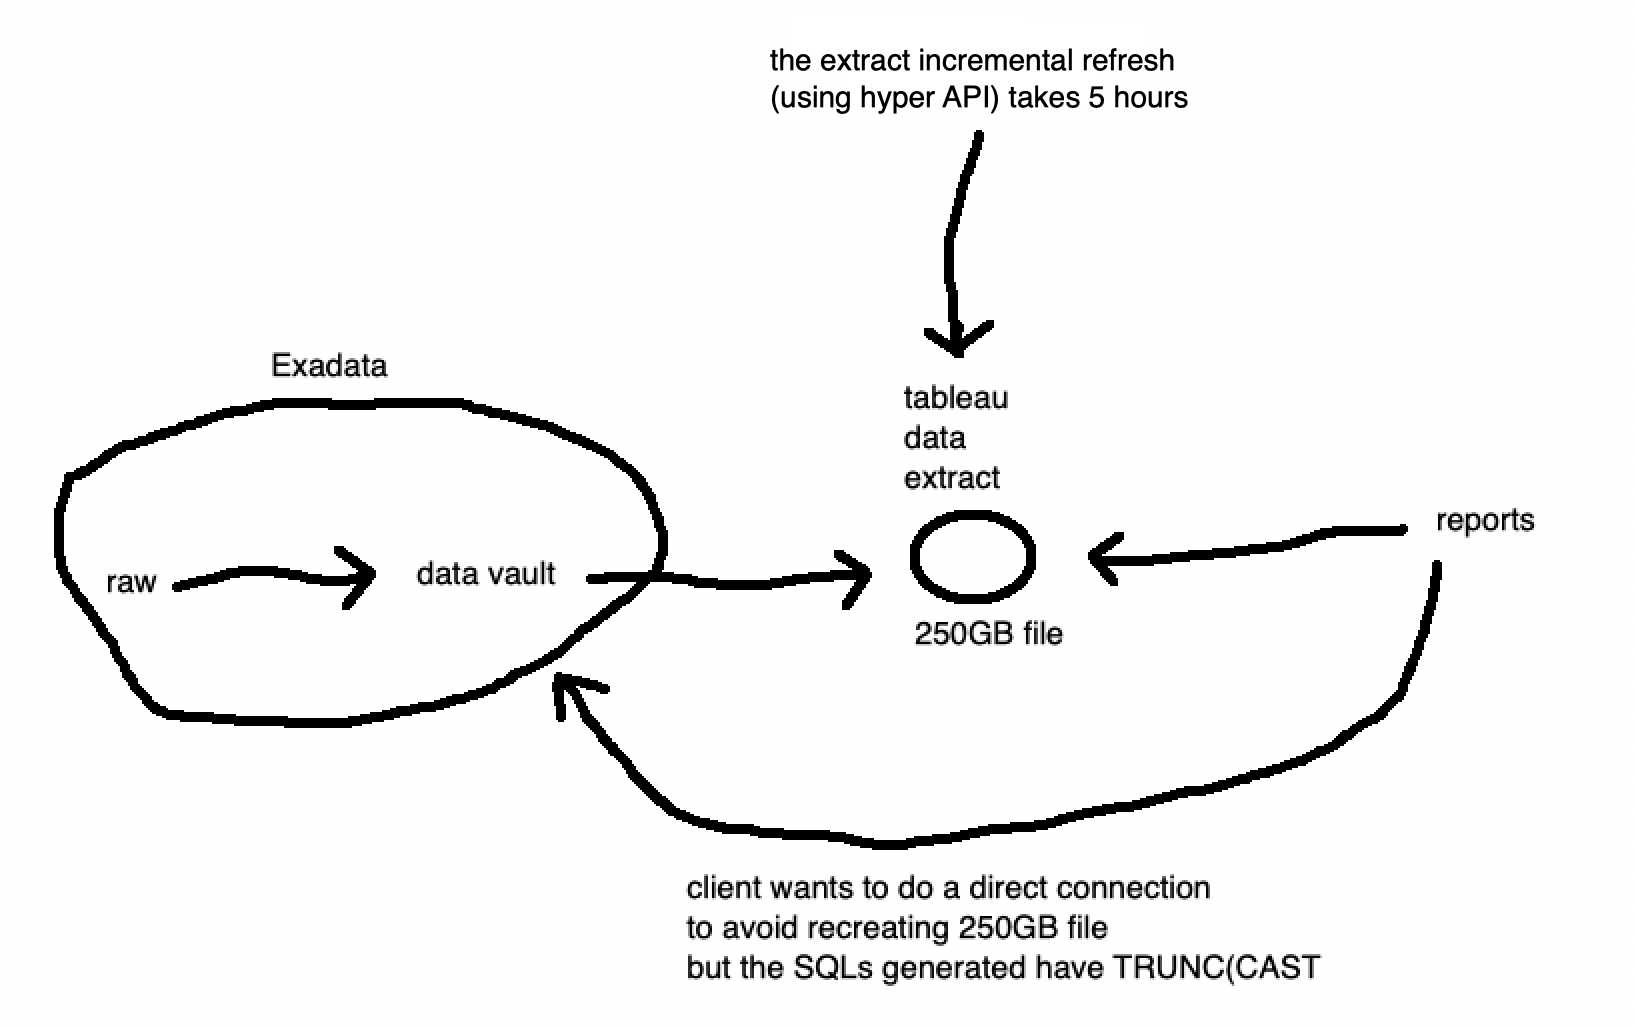 the extract incremental refresh
(using hyper API) takes 5 hours
Exadata
tableau
data
extract
reports
raw
data vault
250GB file
client wants to do a direct connection
to avoid recreating 250GB file
but the SQLs generated have TRUNC(CAST